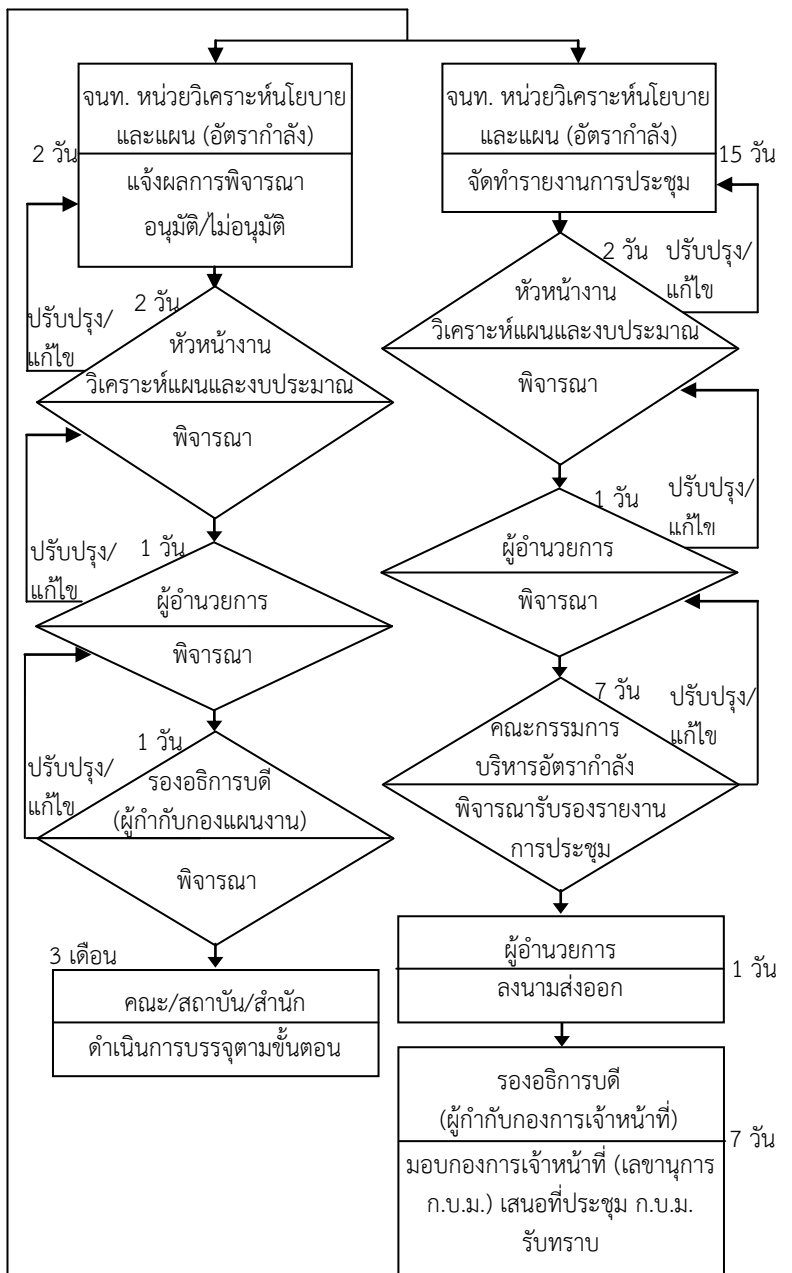 จนท. หน่วยวิเคราะห์นโยบาย
และแผน (อัตรากำลัง)
2 วัน
แจ้งผลการพิจารณา
อนุมัติ/ไม่อนุมัติ
2 วัน
ปรับปรุง/
แก้ไข
หัวหน้างาน
วิเคราะห์แผนและงบประมาณ
พิจารณา
1 วัน
ปรับปรุง/
แก้ไข
ผู้อำนวยการ
พิจารณา
1 วัน
ปรับปรุง/
แก้ไข
รองอธิการบดี
(ผู้กำกับกองแผนงาน)
พิจารณา
3 เดือน
คณะ/สถาบัน/สำนัก
ดำเนินการบรรจุตามขั้นตอน
จนท. หน่วยวิเคราะห์นโยบาย
และแผน (อัตรากำลัง)
15 วัน
จัดทำรายงานการประชุม
2 วัน
ปรับปรุง/
แก้ไข
หัวหน้างาน
วิเคราะห์แผนและงบประมาณ
พิจารณา
1 วัน
ปรับปรุง/
แก้ไข
ผู้อำนวยการ
พิจารณา
7 วัน
ปรับปรุง/
แก้ไข
คณะกรรมการ
บริหารอัตรากำลัง
พิจารณารับรองรายงาน
การประชุม
ผู้อำนวยการ
1 วัน
ลงนามส่งออก
รองอธิการบดี
(ผู้กำกับกองการเจ้าหน้าที่)
7 วัน
มอบกองการเจ้าหน้าที่ (เลขานุการ
ก.บ.ม.) เสนอที่ประชุม ก.บ.ม.
รับทราบ